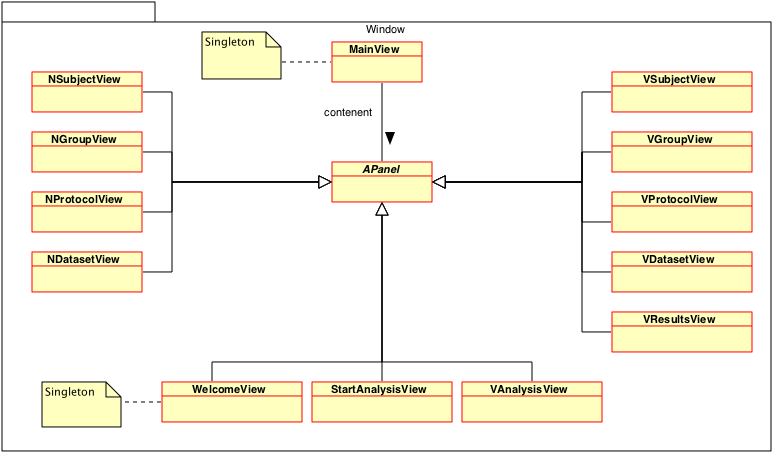 Window
Singleton
MainView
NSubjectView
VSubjectView
contenent
NGroupView
VGroupView
APanel
NProtocolView
VProtocolView
NDatasetView
VDatasetView
VResultsView
Singleton
WelcomeView
StartAnalysisView
VAnalysisView